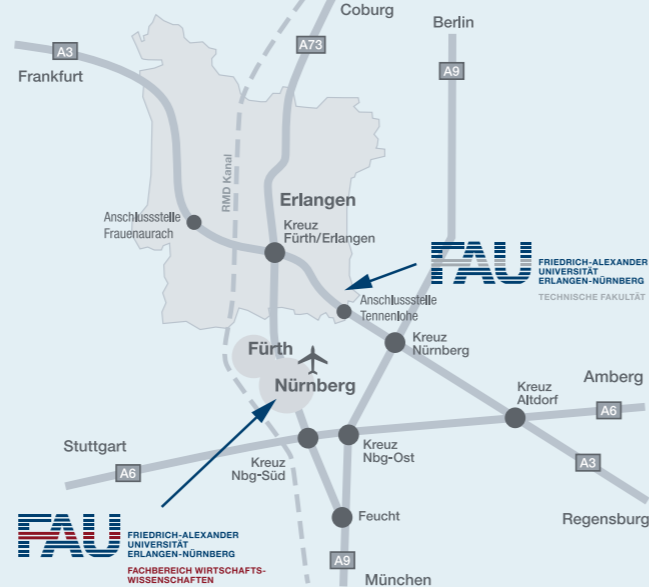 Coburg
Berlin
A3
A73
A9
Frankfurt
RMD Kanal
Erlangen
Anschlussstelle
Frauenaurach
Kreuz
Fürth/Erlangen
FAU
FRIEDRICH-ALEXANDER
UNIVERSITÄT
ERLANGEN-NÜRNBERG
TECHNISCHE FAKULTÄT
Anschlussstelle
Tennenlohe
Kreuz
Nürnberg
Fürth
Nürnberg
Kreuz
Altdorf
Amberg
A6
Stuttgart
A6
Kreuz
Nbg-Süd
Kreuz
Nbg-Ost
A3
Regensburg
Feucht
FAU
FRIEDRICH-ALEXANDER
UNIVERSITÄT
ERLANGEN-NÜRNBERG
FACHBEREICH WIRTSCHAFTS-
WISSENSCHAFTEN
A9
München